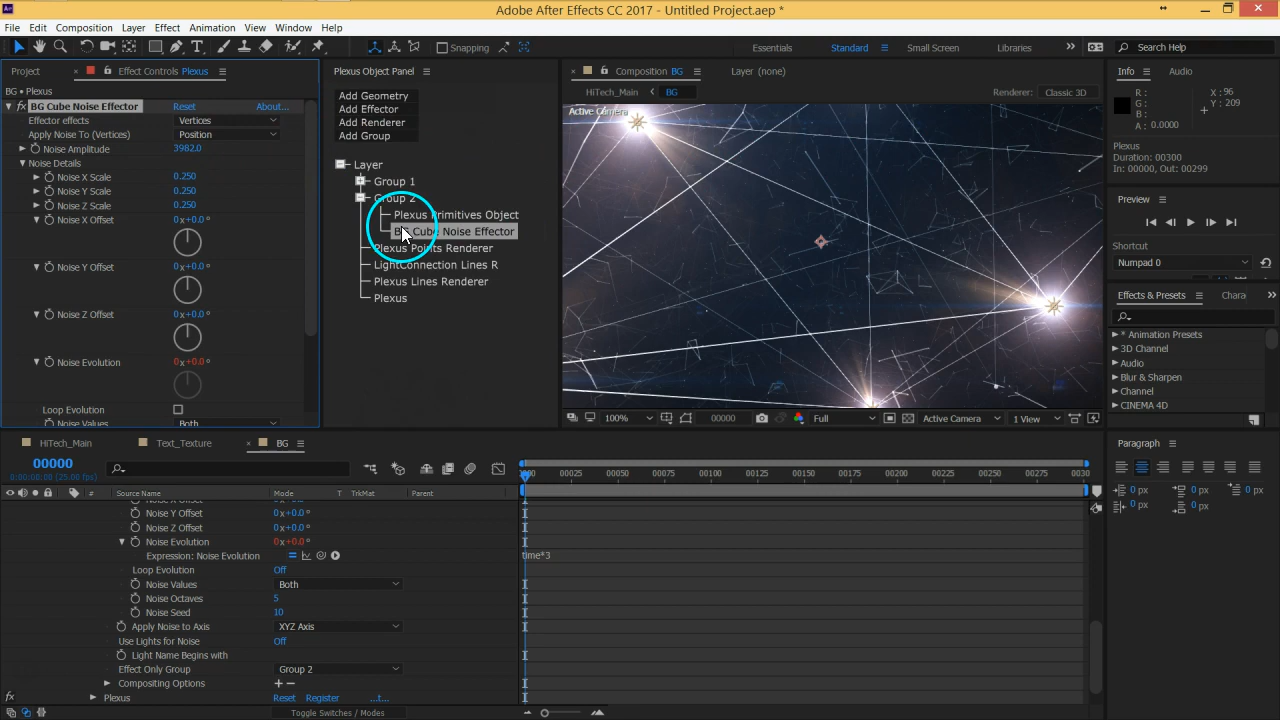 Adobe After Effects CC 2017 - Untitled Project.aep *
File Edit Composition Layer Effect Animation View Window Help
Snapping
Essentials Standard Small Screen Libraries
Search Help
Project Effect Controls Plexus
BG • Plexus
fx BG Cube Noise Effector Reset About...
Effector effects Vertices
Apply Noise To (Vertices) Position
Noise Amplitude 3982.0
Noise Details
Noise X Scale 0.250
Noise Y Scale 0.250
Noise Z Scale 0.250
Noise X Offset 0x+0.0°
Noise Y Offset 0x+0.0°
Noise Z Offset 0x+0.0°
Noise Evolution 0x+0.0°
Loop Evolution
Noise Values Both
Plexus Object Panel
Add Geometry
Add Effector
Add Renderer
Add Group
Layer
Group 1
Group 2
Plexus Primitives Object
BG Cube Noise Effector
Plexus Points Renderer
LightConnection Lines R
Plexus Lines Renderer
Plexus
Composition BG Layer (none)
HiTech_Main BG Renderer: Classic 3D
Active Camera
100% 00000 Full Active Camera 1 View
Info Audio
R : X : 96
G : Y : 209
B :
A : 0.0000
Plexus
Duration: 00300
In: 00000, Out: 00299
Preview
Shortcut
Numpad 0
Effects & Presets Chara
* Animation Presets
3D Channel
Audio
Blur & Sharpen
Channel
CINEMA 4D
Paragraph
0 px 0 px 0 px
0 px 0 px
HiTech_Main Text_Texture BG
00000
0:00:00:00 (25.00 fps)
00025 00050 00075 00100 00125 00150 00175 00200 00225 00250 00275
# Source Name Mode T TrkMat Parent
Noise X Offset
Noise Y Offset 0x+0.0°
Noise Z Offset 0x+0.0°
Noise Evolution 0x+0.0°
Expression: Noise Evolution time*3
Loop Evolution Off
Noise Values Both
Noise Octaves 5
Noise Seed 10
Apply Noise to Axis XYZ Axis
Use Lights for Noise Off
Light Name Begins with
Effect Only Group Group 2
Compositing Options + −
fx Plexus Reset Register ...t...
Toggle Switches / Modes